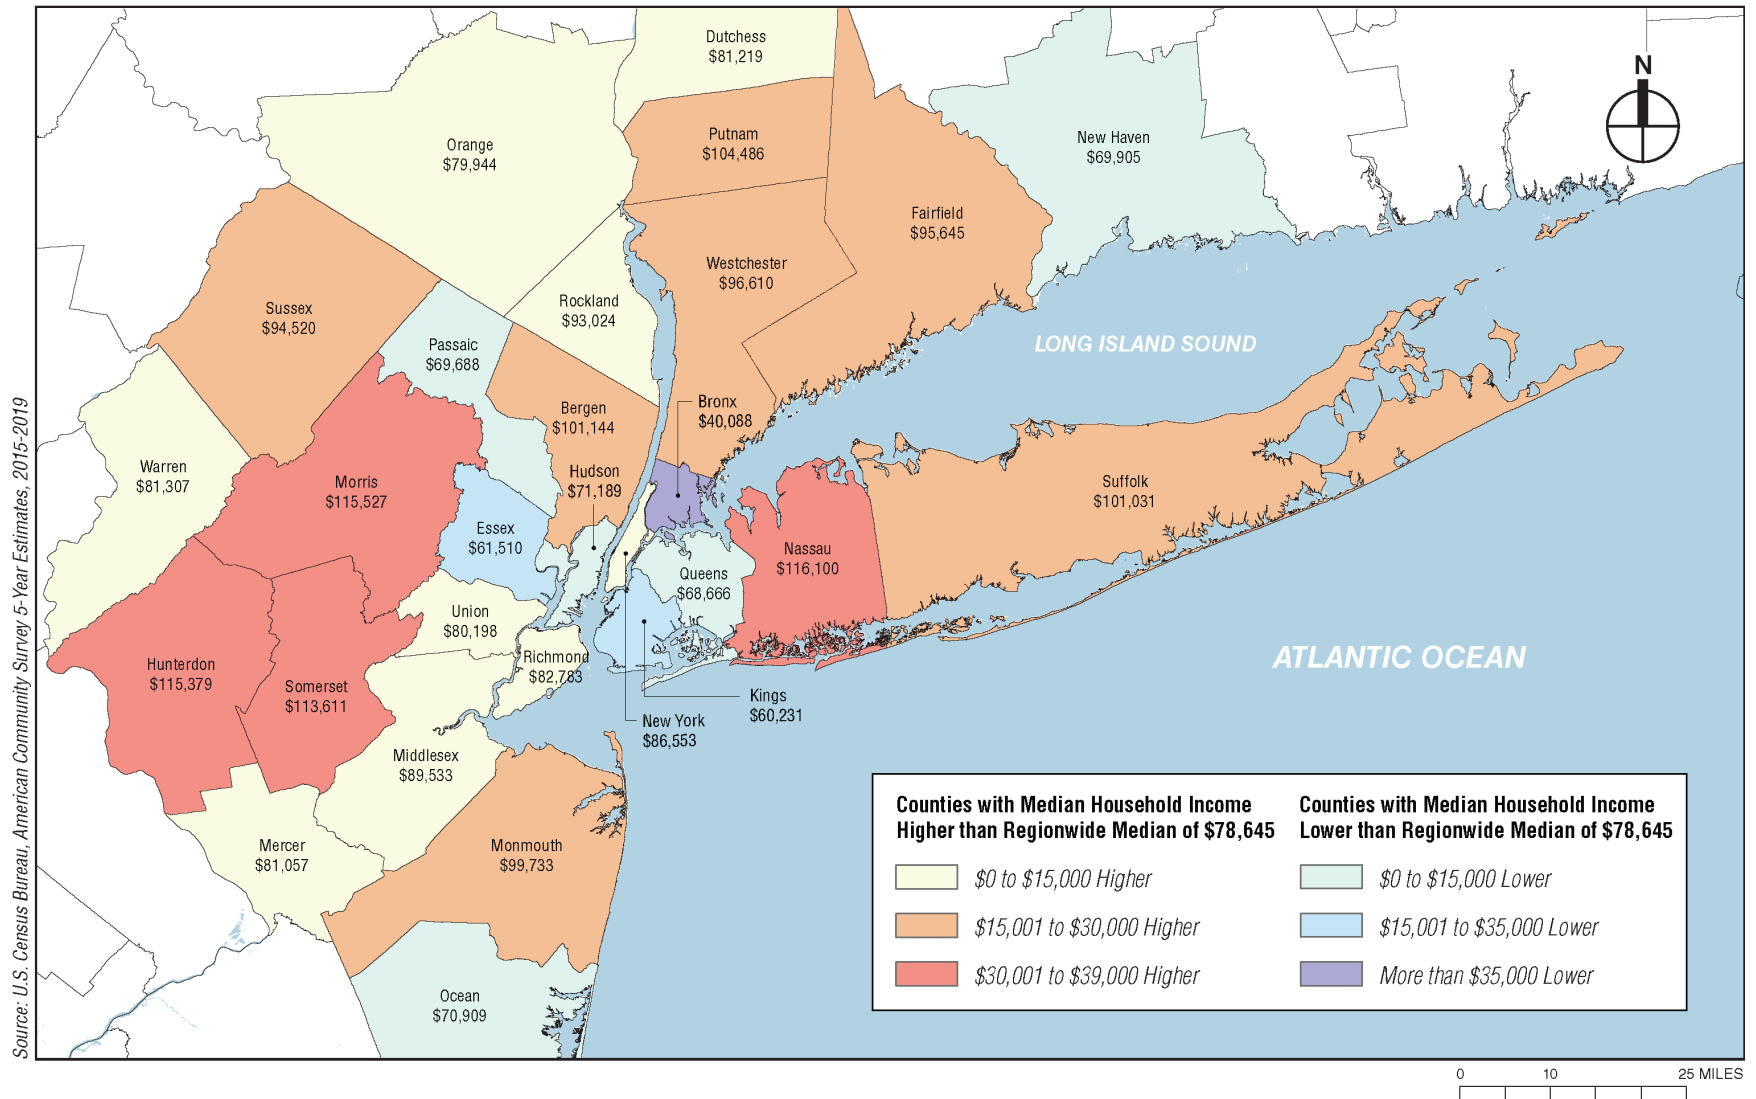 Dutchess
$81,219
N
Putnam
$104,486
Orange
$79,944
New Haven
$69,905
Fairfield
$95,645
Westchester
$96,610
Sussex
$94,520
Rockland
$93,024
Passaic
$69,688
LONG ISLAND SOUND
Bergen
$101,144
Bronx
$40,088
Warren
$81,307
Morris
$115,527
Hudson
$71,189
Suffolk
$101,031
Essex
$61,510
Nassau
$116,100
Queens
$68,666
Union
$80,198
Hunterdon
$115,379
Somerset
$113,611
Richmond
$82,783
ATLANTIC OCEAN
Kings
$60,231
New York
$86,553
Middlesex
$89,533
Mercer
$81,057
Monmouth
$99,733
Ocean
$70,909
Counties with Median Household Income
Higher than Regionwide Median of $78,645
$0 to $15,000 Higher
$15,001 to $30,000 Higher
$30,001 to $39,000 Higher
Counties with Median Household Income
Lower than Regionwide Median of $78,645
$0 to $15,000 Lower
$15,001 to $35,000 Lower
More than $35,000 Lower
Source: U.S. Census Bureau, American Community Survey 5-Year Estimates, 2015-2019
0 10 25 MILES